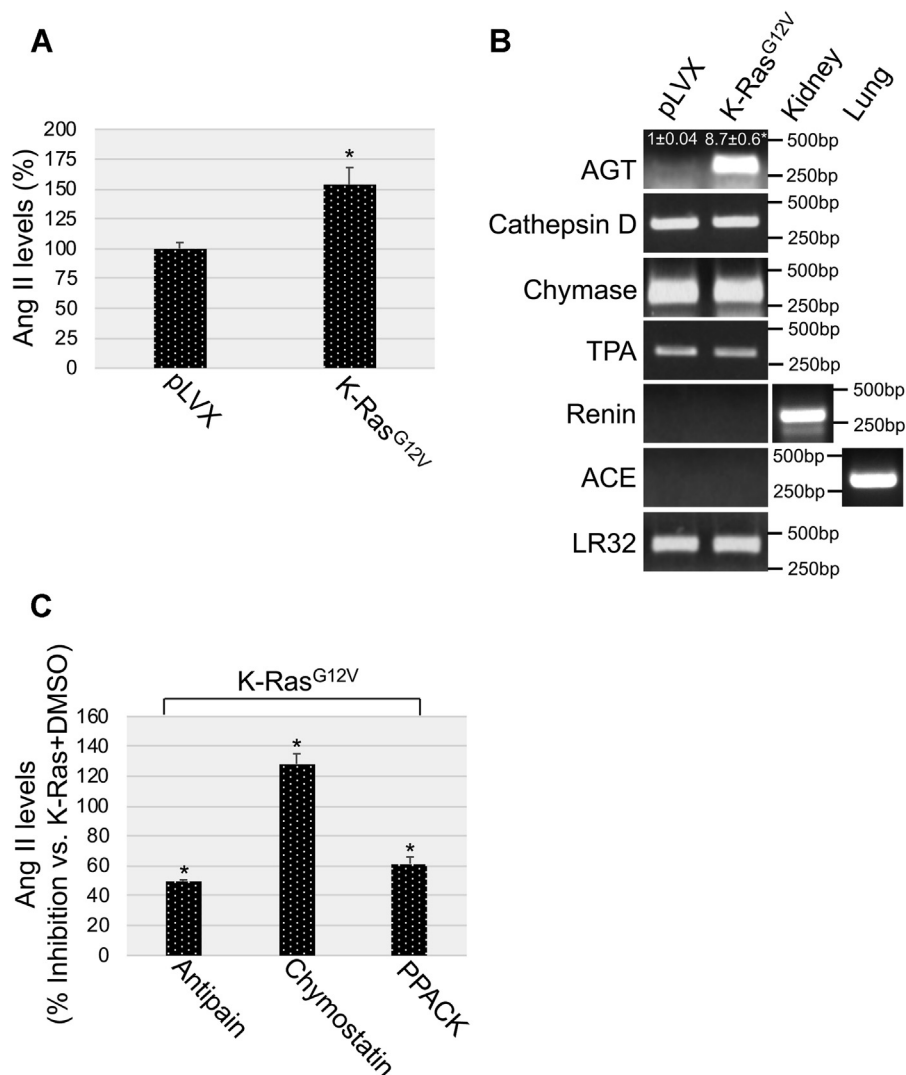 A
Ang II levels (%)
200
175
150
125
100
75
50
25
0
*
pLVX
K-RasG12V
B
pLVX
K-RasG12V
Kidney
Lung
AGT
1±0.04 8.7±0.6*
500bp
250bp
Cathepsin D
500bp
250bp
Chymase
500bp
250bp
TPA
500bp
250bp
Renin
500bp
250bp
ACE
500bp
250bp
LR32
500bp
250bp
C
K-RasG12V
Ang II levels
(% Inhibition vs. K-Ras+DMSO)
160
140
120
100
80
60
40
20
0
*
*
*
Antipain
Chymostatin
PPACK